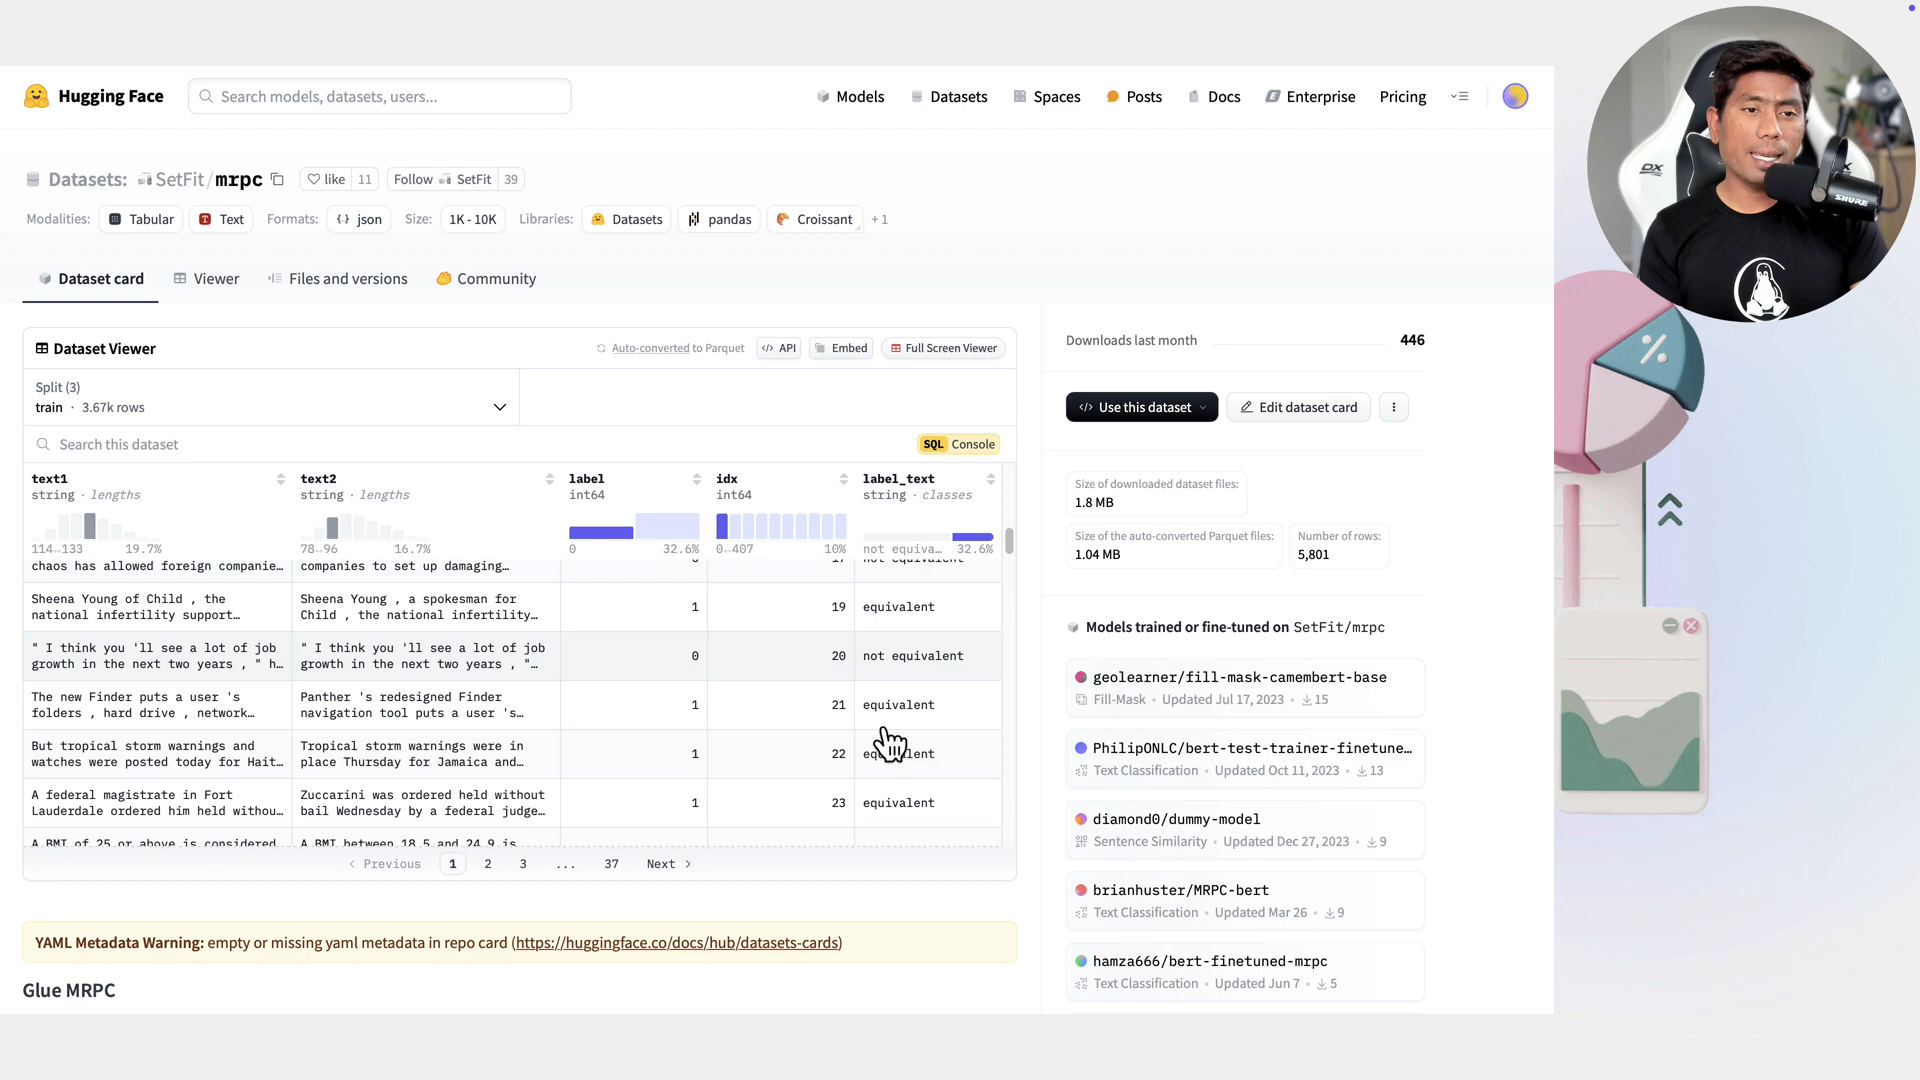 Hugging Face
Search models, datasets, users...
Models
Datasets
Spaces
Posts
Docs
Enterprise
Pricing
Datasets: SetFit/mrpc
like 11
Follow SetFit 39
Modalities: Tabular Text Formats: json Size: 1K - 10K Libraries: Datasets pandas Croissant + 1
Dataset card
Viewer
Files and versions
Community
Dataset Viewer
Auto-converted to Parquet
</> API
Embed
Full Screen Viewer
Split (3)
train · 3.67k rows
Search this dataset
SQL Console
text1 text2 label idx label_text
string · lengths string · lengths int64 int64 string · classes
114↔133 19.7% 78↔96 16.7% 0 32.6% 0↔407 10% not equiva… 32.6%
chaos has allowed foreign companie… companies to set up damaging…
Sheena Young of Child , the
national infertility support…
Sheena Young , a spokesman for
Child , the national infertility…
1 19 equivalent
" I think you 'll see a lot of job
growth in the next two years , " h…
" I think you 'll see a lot of job
growth in the next two years , "…
0 20 not equivalent
The new Finder puts a user 's
folders , hard drive , network…
Panther 's redesigned Finder
navigation tool puts a user 's…
1 21 equivalent
But tropical storm warnings and
watches were posted today for Hait…
Tropical storm warnings were in
place Thursday for Jamaica and…
1 22
A federal magistrate in Fort
Lauderdale ordered him held withou…
Zuccarini was ordered held without
bail Wednesday by a federal judge…
1 23 equivalent
A BMI of 25 or above is considered A BMI between 18.5 and 24.9 is
< Previous 1 2 3 ... 37 Next >
YAML Metadata Warning: empty or missing yaml metadata in repo card (https://huggingface.co/docs/hub/datasets-cards)
Glue MRPC
Downloads last month 446
</> Use this dataset
Edit dataset card
Size of downloaded dataset files:
1.8 MB
Size of the auto-converted Parquet files:
1.04 MB
Number of rows:
5,801
Models trained or fine-tuned on SetFit/mrpc
geolearner/fill-mask-camembert-base
Fill-Mask • Updated Jul 17, 2023 • 15
PhilipONLC/bert-test-trainer-finetune…
Text Classification • Updated Oct 11, 2023 • 13
diamond0/dummy-model
Sentence Similarity • Updated Dec 27, 2023 • 9
brianhuster/MRPC-bert
Text Classification • Updated Mar 26 • 9
hamza666/bert-finetuned-mrpc
Text Classification • Updated Jun 7 • 5
DX
SHURE
%